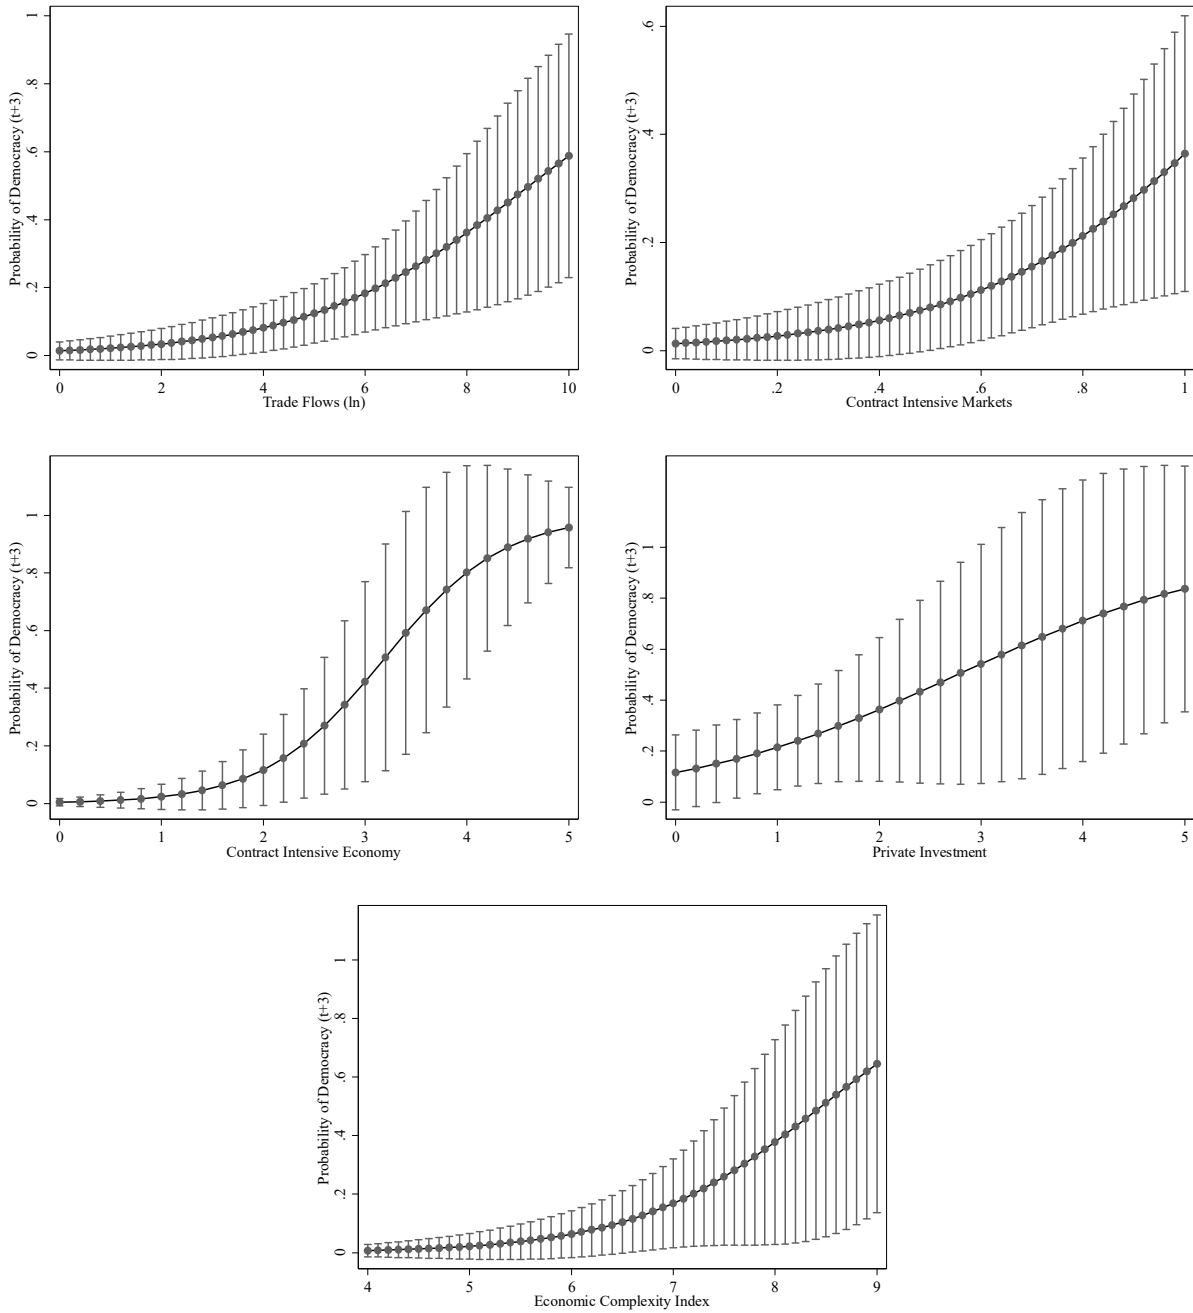 Probability of Democracy (t+3)
1
.8
.6
.4
.2
0
0 2 4 6 8 10
Trade Flows (ln)
Probability of Democracy (t+3)
.6
.4
.2
0
0 .2 .4 .6 .8 1
Contract Intensive Markets
Probability of Democracy (t+3)
1
.8
.6
.4
.2
0
0 1 2 3 4 5
Contract Intensive Economy
Probability of Democracy (t+3)
1
.8
.6
.4
.2
0
0 1 2 3 4 5
Private Investment
Probability of Democracy (t+3)
1
.8
.6
.4
.2
0
4 5 6 7 8 9
Economic Complexity Index